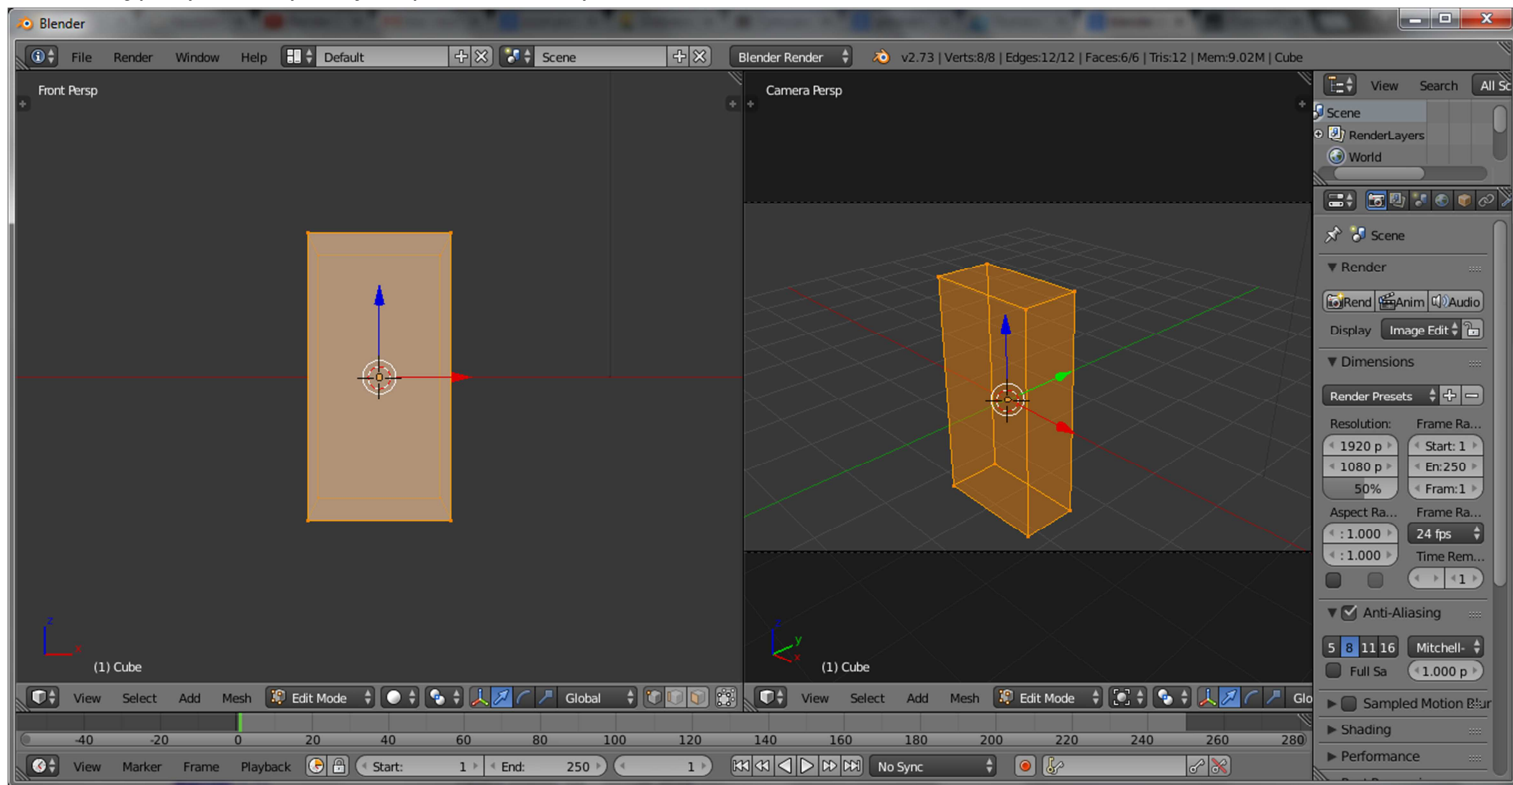 Blender
File Render Window Help Default Scene Blender Render v2.73 | Verts:8/8 | Edges:12/12 | Faces:6/6 | Tris:12 | Mem:9.02M | Cube
Front Persp
Camera Persp
View Search All Sc
Scene
RenderLayers
World
Scene
Render
Rend Anim Audio
Display Image Edit
Dimensions
Render Presets
Resolution: Frame Ra...
1920 p Start: 1
1080 p En:250
50% Fram:1
Aspect Ra... Frame Ra...
: 1.000 24 fps
: 1.000 Time Rem...
1
Anti-Aliasing
5 8 11 16 Mitchell-
Full Sa 1.000 p
Sampled Motion Blur
Shading
Performance
z
x
(1) Cube
z
y
x
(1) Cube
View Select Add Mesh Edit Mode Global
View Select Add Mesh Edit Mode Glo
-40 -20 0 20 40 60 80 100 120 140 160 180 200 220 240 260 280
View Marker Frame Playback Start: 1 End: 250 1 No Sync